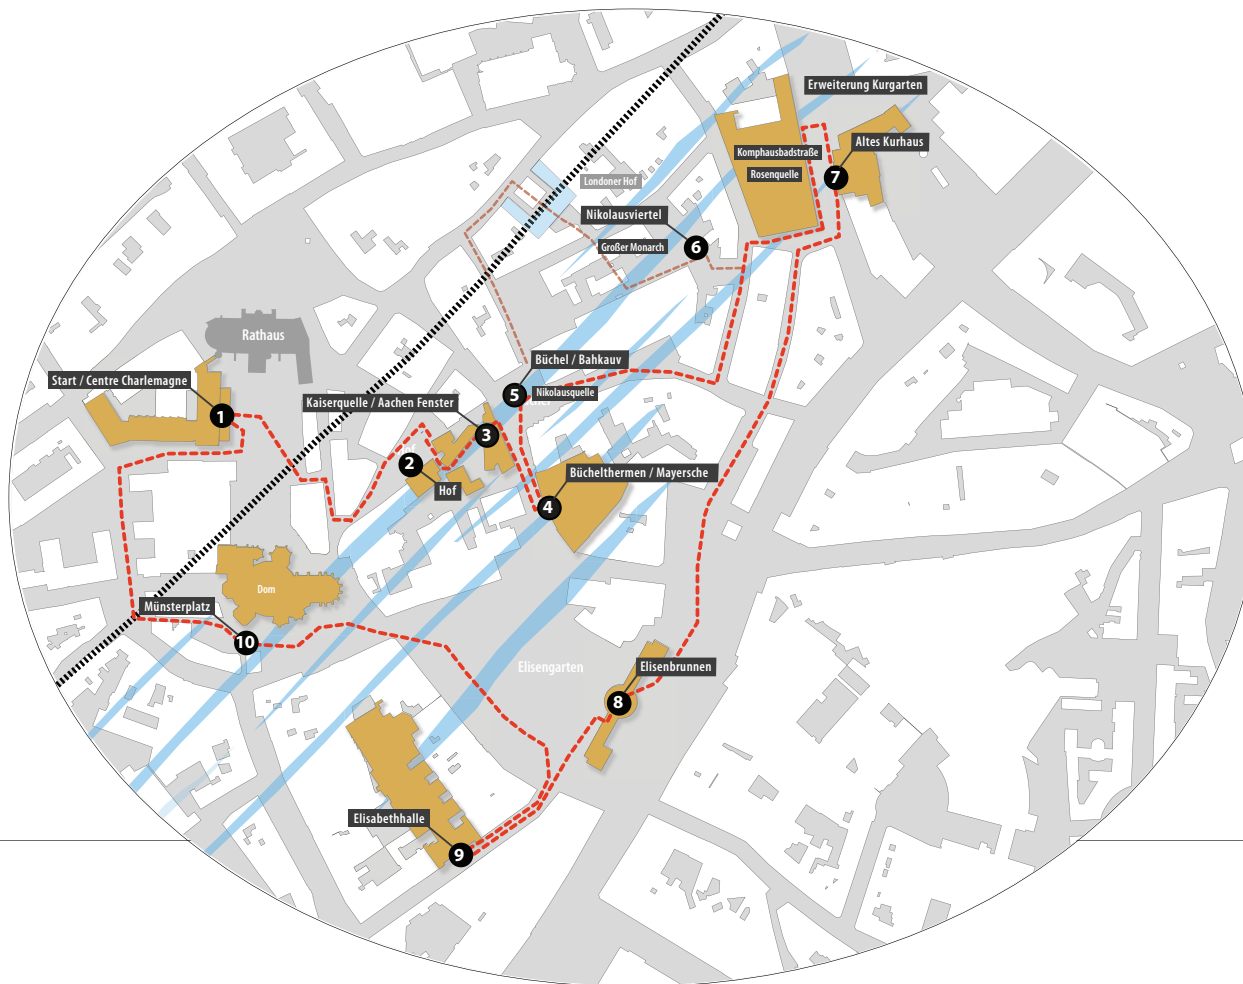 Erweiterung Kurgarten
Altes Kurhaus
Komphausbadstraße
Rosenquelle
7
Londoner Hof
Nikolausviertel
Großer Monarch
6
Rathaus
Büchel / Bahkauv
5
Nikolausquelle
Start / Centre Charlemagne
1
Kaiserquelle / Aachen Fenster
3
2
Hof
Büchelthermen / Mayersche
4
Dom
Münsterplatz
10
Elisengarten
Elisenbrunnen
8
Elisabethhalle
9